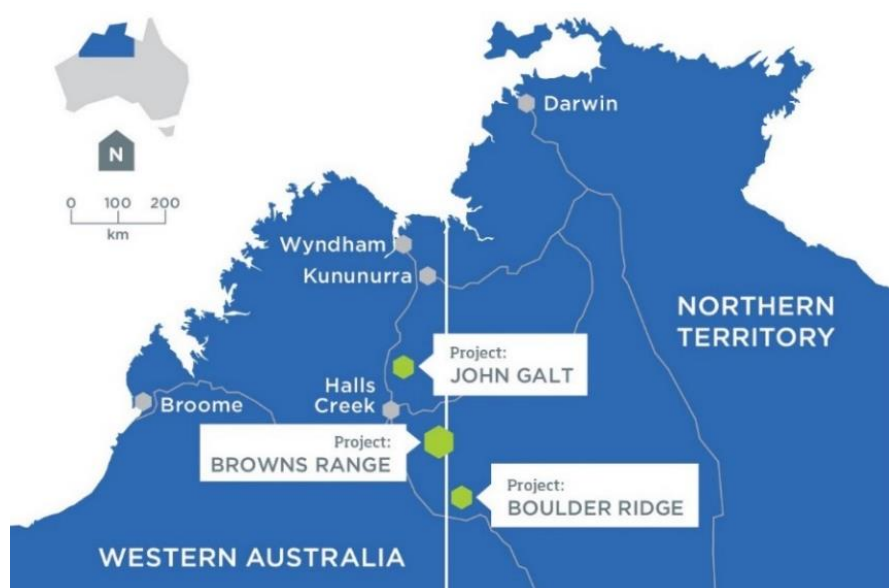 Darwin
N
0 100 200
km
Wyndham
Kununurra
NORTHERN
TERRITORY
Project:
JOHN GALT
Halls
Creek
Broome
Project:
BROWNS RANGE
Project:
BOULDER RIDGE
WESTERN AUSTRALIA